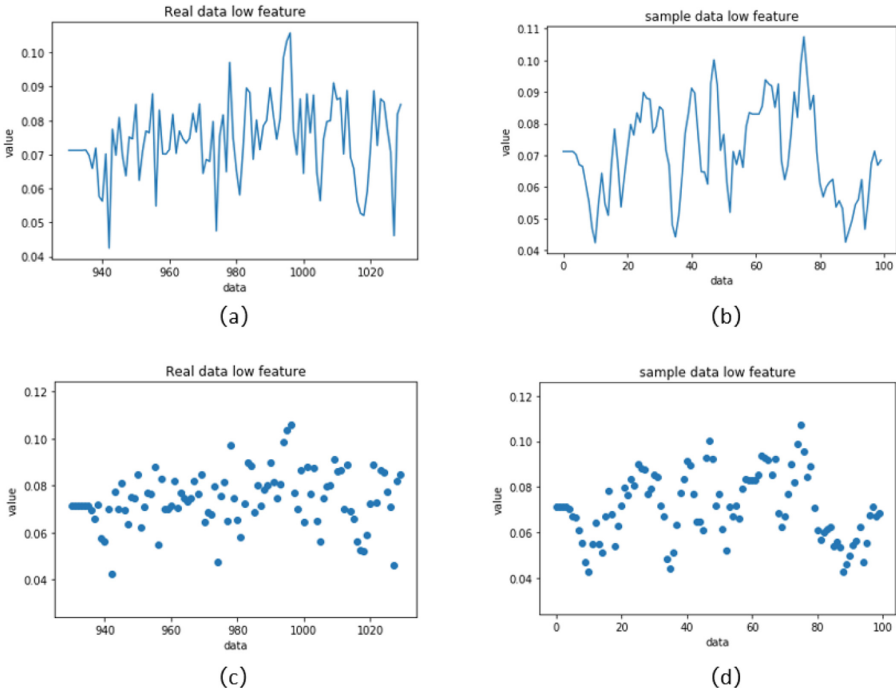 Real data low feature
0.10
0.09
0.08
0.07
0.06
0.05
0.04
value
940 960 980 1000 1020
data
(a)
sample data low feature
0.11
0.10
0.09
0.08
0.07
0.06
0.05
0.04
value
0 20 40 60 80 100
data
(b)
Real data low feature
0.12
0.10
0.08
0.06
0.04
value
940 960 980 1000 1020
data
(c)
sample data low feature
0.12
0.10
0.08
0.06
0.04
value
0 20 40 60 80 100
data
(d)